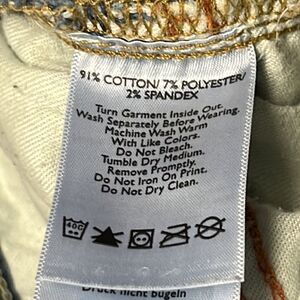 91% COTTON/ 7% POLYESTER/
2% SPANDEX
Turn Garment Inside Out.
Wash Separately Before Wearing.
Machine Wash Warm
With Like Colors.
Do Not Bleach.
Tumble Dry Medium.
Remove Promptly.
Do Not Iron On Print.
Do Not Dry Clean.
40C
Druck nicht bügeln